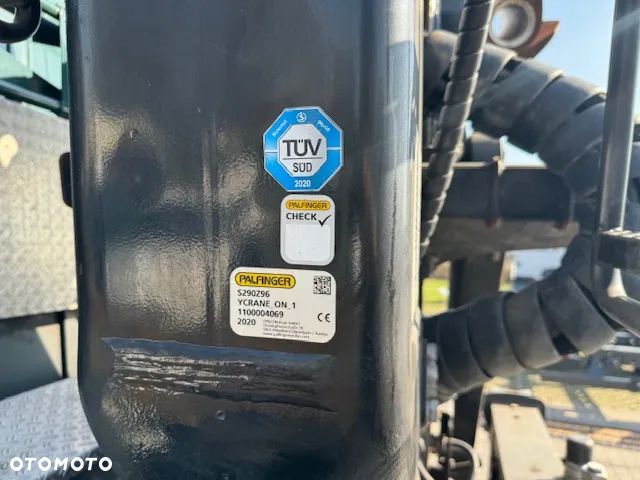 TÜV
SÜD
2020
PALFINGER
CHECK
PALFINGER
S290Z96
YCRANE_ON_1
1100004069
2020
CE
OTOMOTO